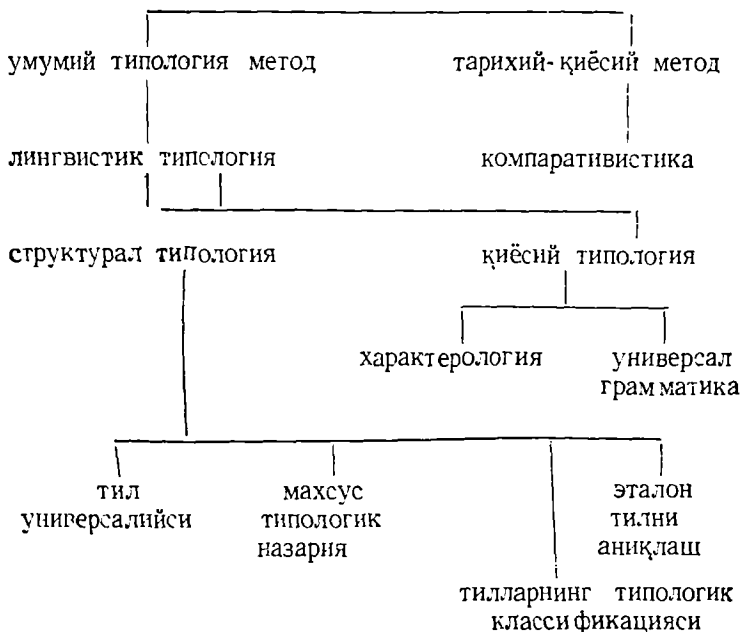 умумий типология метод
тарихий-қиёсий метод
лингвистик типология
компаративистика
структурал типология
қиёсий типология
характерология
универсал
грамматика
тил
универсалийси
махсус
типологик
назария
эталон
тилни
аниқлаш
тилларнинг типологик
классификацияси